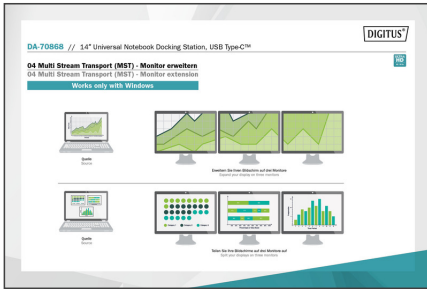 DIGITUS®
DA-70868 // 14" Universal Notebook Docking Station, USB Type-C™
HD
04 Multi Stream Transport (MST) - Monitor erweitern
04 Multi Stream Transport (MST) - Monitor extension
Works only with Windows
Quelle
Source
Erweitern Sie Ihren Bildschirm auf drei Monitore
Expand your display on three monitors
Quelle
Source
Teilen Sie Ihre Bildschirme auf drei Monitore auf
Split your displays on three monitors